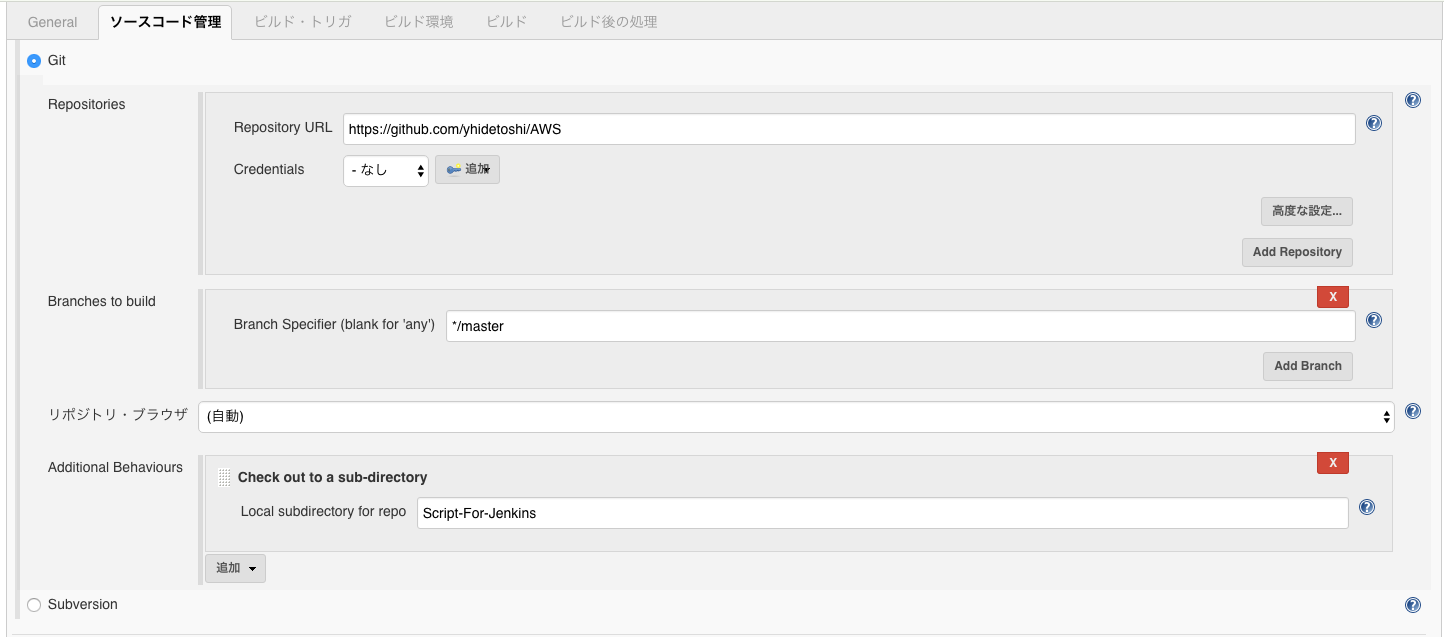 General ソースコード管理 ビルド・トリガ ビルド環境 ビルド ビルド後の処理
Git
Repositories
Repository URL https://github.com/yhidetoshi/AWS
Credentials - なし 追加
高度な設定...
Add Repository
Branches to build
X
Branch Specifier (blank for 'any') */master
Add Branch
リポジトリ・ブラウザ (自動)
Additional Behaviours
X
Check out to a sub-directory
Local subdirectory for repo Script-For-Jenkins
追加
Subversion